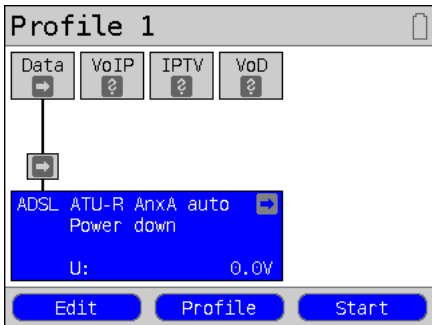 Profile 1
Data VoIP IPTV VoD
? ? ?
ADSL ATU-R AnxA auto
Power down
U: 0.0V
Edit Profile Start